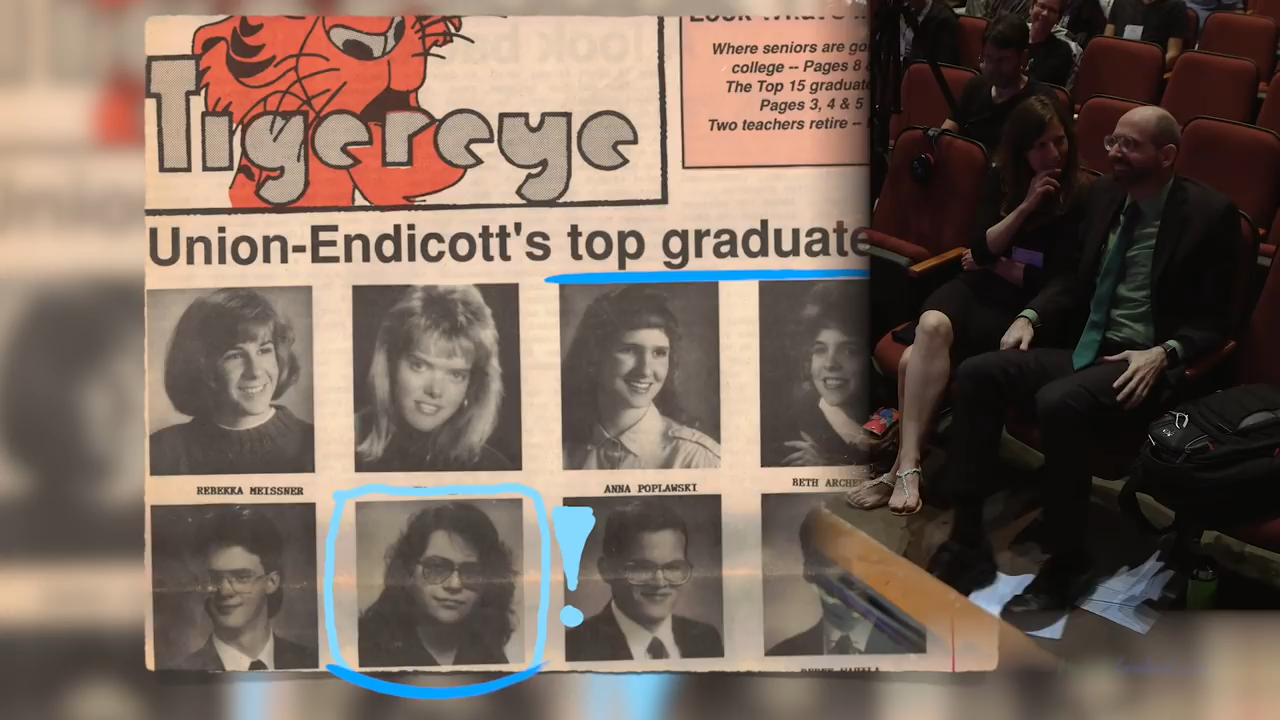 Tigereye
Where seniors are go
college -- Pages 8
The Top 15 graduate
Pages 3, 4 & 5
Two teachers retire --
Union-Endicott's top graduate
REBEKKA MEISSNER
ANNA POPLAWSKI
BETH ARCHE
!